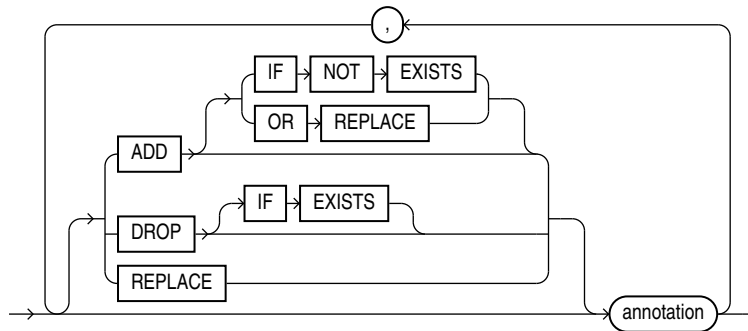 ,
IF NOT EXISTS
OR REPLACE
ADD
IF EXISTS
DROP
REPLACE
annotation